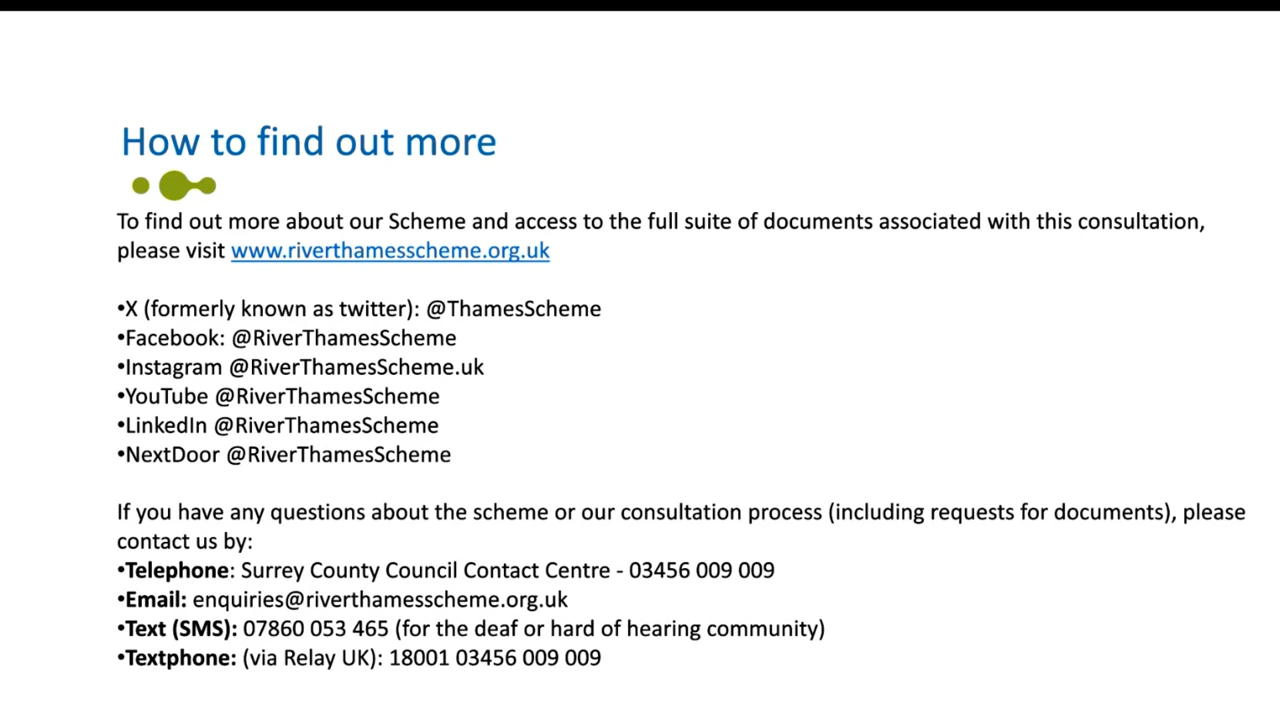 How to find out more
To find out more about our Scheme and access to the full suite of documents associated with this consultation,
please visit www.riverthamesscheme.org.uk
•X (formerly known as twitter): @ThamesScheme
•Facebook: @RiverThamesScheme
•Instagram @RiverThamesScheme.uk
•YouTube @RiverThamesScheme
•LinkedIn @RiverThamesScheme
•NextDoor @RiverThamesScheme
If you have any questions about the scheme or our consultation process (including requests for documents), please
contact us by:
•Telephone: Surrey County Council Contact Centre - 03456 009 009
•Email: enquiries@riverthamesscheme.org.uk
•Text (SMS): 07860 053 465 (for the deaf or hard of hearing community)
•Textphone: (via Relay UK): 18001 03456 009 009